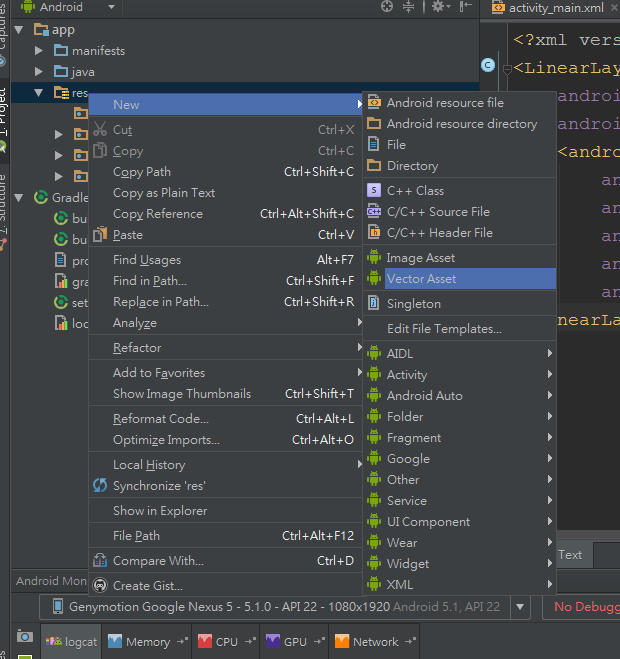 Android
activity_main.xml
app
<?xml vers
manifests
<LinearLay
java
res
androi
androi
<andro
an
an
an
an
an
nearLa
Gradle
bu
bu
pro
gra
set
loc
New
Cut Ctrl+X
Copy Ctrl+C
Copy Path Ctrl+Shift+C
Copy as Plain Text
Copy Reference Ctrl+Alt+Shift+C
Paste Ctrl+V
Find Usages Alt+F7
Find in Path... Ctrl+Shift+F
Replace in Path... Ctrl+Shift+R
Analyze
Refactor
Add to Favorites
Show Image Thumbnails Ctrl+Shift+T
Reformat Code... Ctrl+Alt+L
Optimize Imports... Ctrl+Alt+O
Local History
Synchronize 'res'
Show in Explorer
File Path Ctrl+Alt+F12
Compare With... Ctrl+D
Create Gist...
Android resource file
Android resource directory
File
Directory
C++ Class
C/C++ Source File
C/C++ Header File
Image Asset
Vector Asset
Singleton
Edit File Templates...
AIDL
Activity
Android Auto
Folder
Fragment
Google
Other
Service
UI Component
Wear
Widget
XML
Text
Captures
1: Project
7: Structure
Android Mon
Genymotion Google Nexus 5 - 5.1.0 - API 22 - 1080x1920 Android 5.1, API 22
No Debugg
logcat
Memory
CPU
GPU
Network